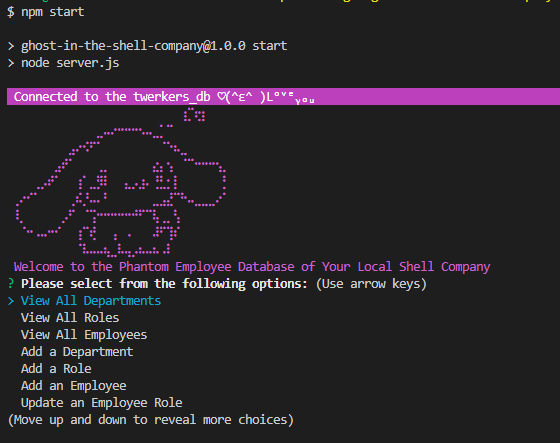 $ npm start
> ghost-in-the-shell-company@1.0.0 start
> node server.js
Connected to the twerkers_db ♡(^ε^ )Lᵒᵛᵉᵧₒᵤ
Welcome to the Phantom Employee Database of Your Local Shell Company
? Please select from the following options: (Use arrow keys)
> View All Departments
View All Roles
View All Employees
Add a Department
Add a Role
Add an Employee
Update an Employee Role
(Move up and down to reveal more choices)